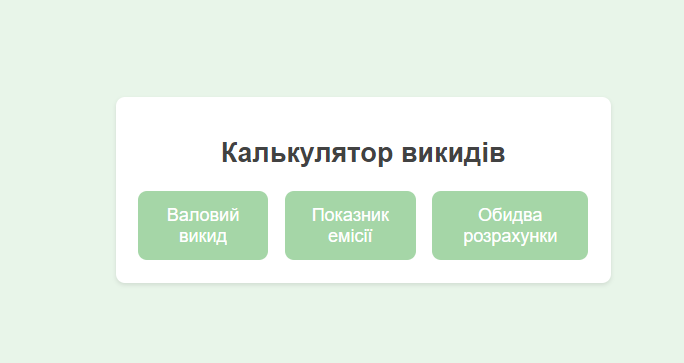 Калькулятор викидів
Валовий
викид
Показник
емісії
Обидва
розрахунки